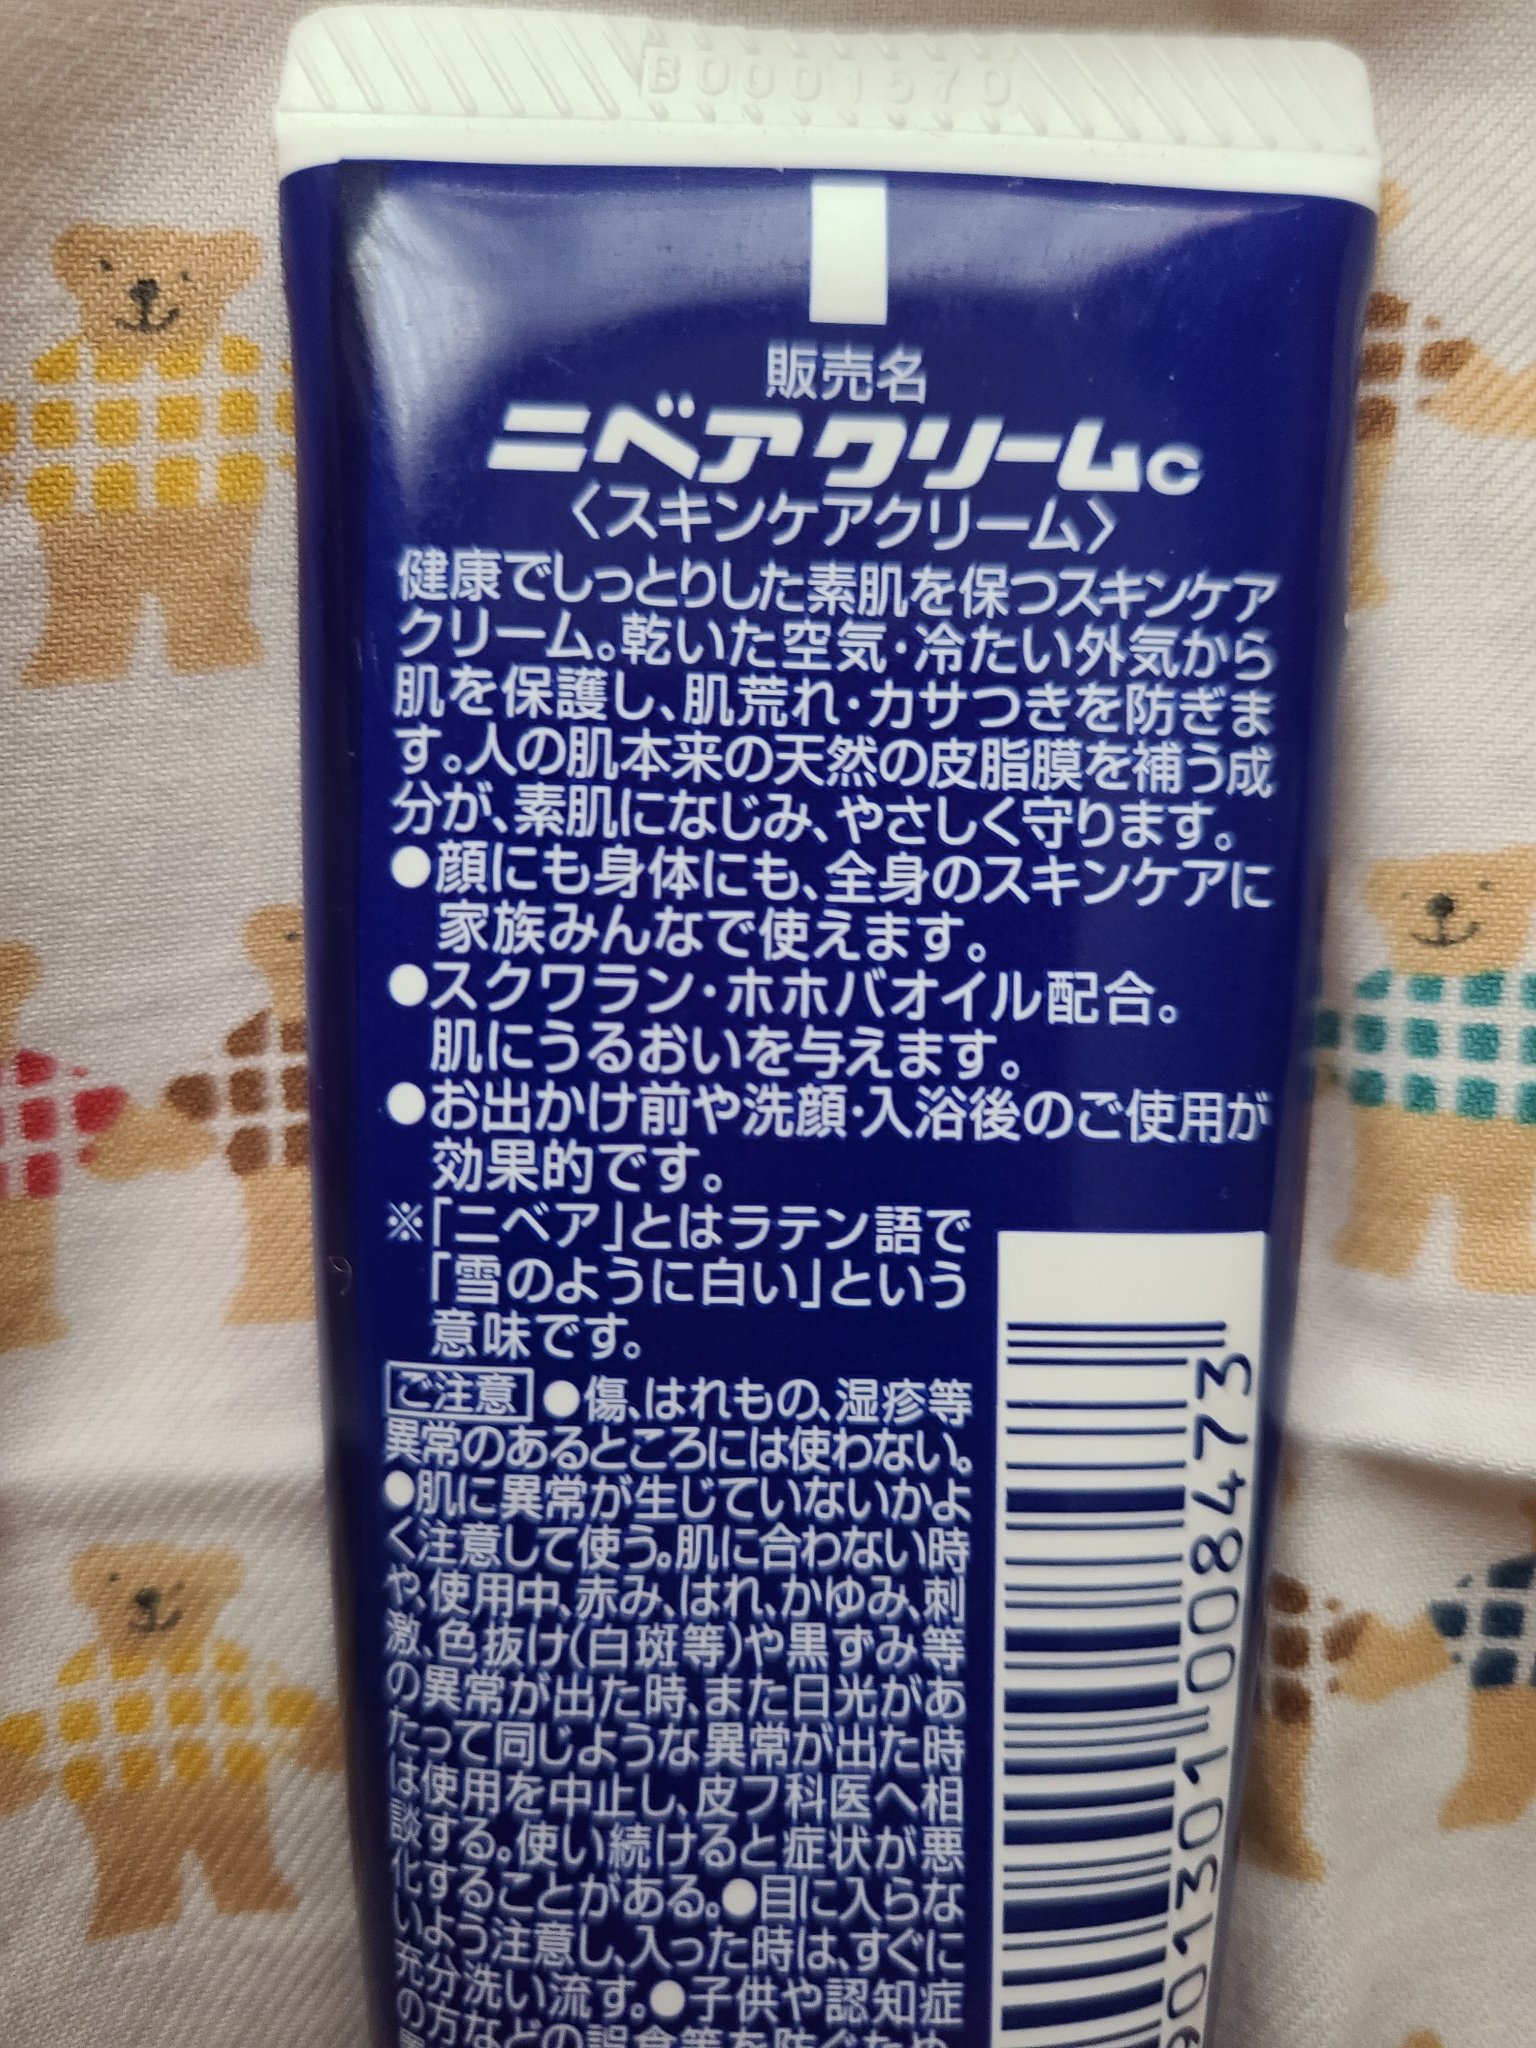 B0001570
販売名
ニベアクリームc
〈スキンケアクリーム〉
健康でしっとりした素肌を保つスキンケア
クリーム。乾いた空気・冷たい外気から
肌を保護し、肌荒れ・カサつきを防ぎま
す。人の肌本来の天然の皮脂膜を補う成
分が、素肌になじみ、やさしく守ります。
●顔にも身体にも、全身のスキンケアに
家族みんなで使えます。
●スクワラン・ホホバオイル配合。
肌にうるおいを与えます。
●お出かけ前や洗顔・入浴後のご使用が
効果的です。
※「ニベア」とはラテン語で
「雪のように白い」という
意味です。
ご注意 ●傷、はれもの、湿疹等
異常のあるところには使わない。
●肌に異常が生じていないかよ
く注意して使う。肌に合わない時
や、使用中、赤み、はれ、かゆみ、刺
激、色抜け(白斑等)や黒ずみ等
の異常が出た時、また日光があ
たって同じような異常が出た時
は使用を中止し、皮フ科医へ相
談する。使い続けると症状が悪
化することがある。●目に入らな
いよう注意し、入った時は、すぐに
充分洗い流す。●子供や認知症
の方などの誤食等を防ぐため
01301008473